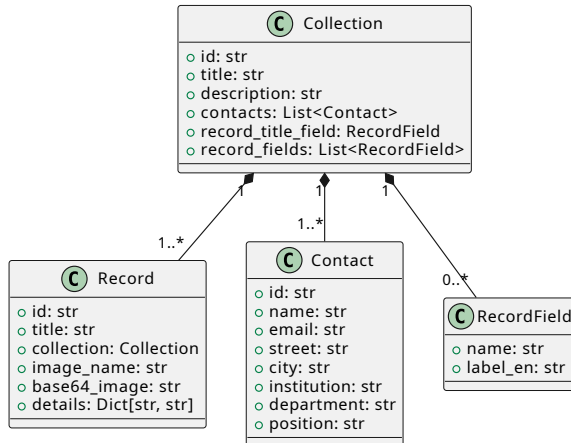 C Collection
id: str
title: str
description: str
contacts: List<Contact>
record_title_field: RecordField
record_fields: List<RecordField>
1 1 1
1..* 1..* 0..*
C Record
id: str
title: str
collection: Collection
image_name: str
base64_image: str
details: Dict[str, str]
C Contact
id: str
name: str
email: str
street: str
city: str
institution: str
department: str
position: str
C RecordField
name: str
label_en: str